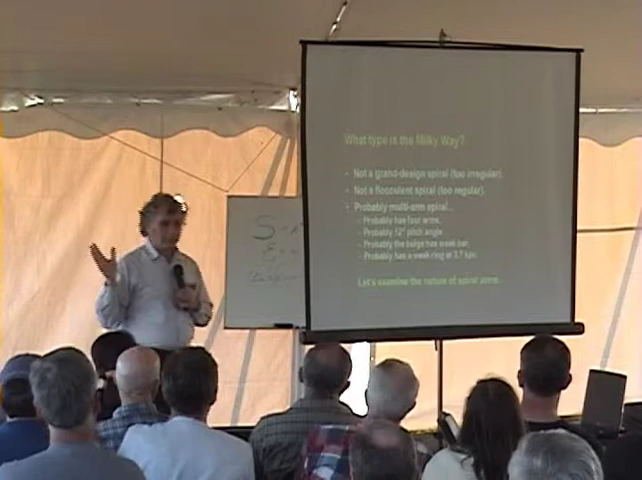 What type is the Milky Way?
- Not a grand-design spiral (too irregular).
- Not a flocculent spiral (too regular).
- Probably multi-arm spiral...
- Probably has four arms.
- Probably 12° pitch angle
- Probably the bulge has weak bar.
- Probably has a weak ring at 3.7 kpc.
Let's examine the nature of spiral arms.
S
E